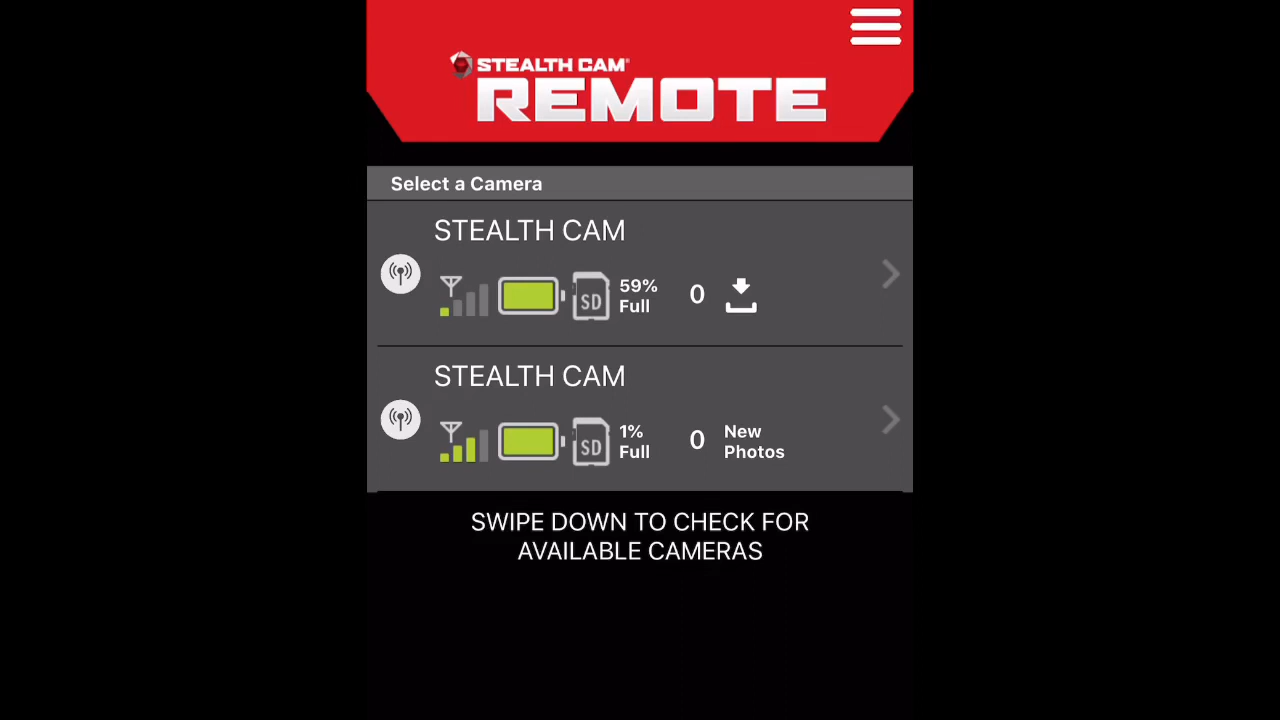 STEALTH CAM®
REMOTE
Select a Camera
STEALTH CAM
SD
59%
Full
0
STEALTH CAM
SD
1%
Full
0
New
Photos
SWIPE DOWN TO CHECK FOR
AVAILABLE CAMERAS